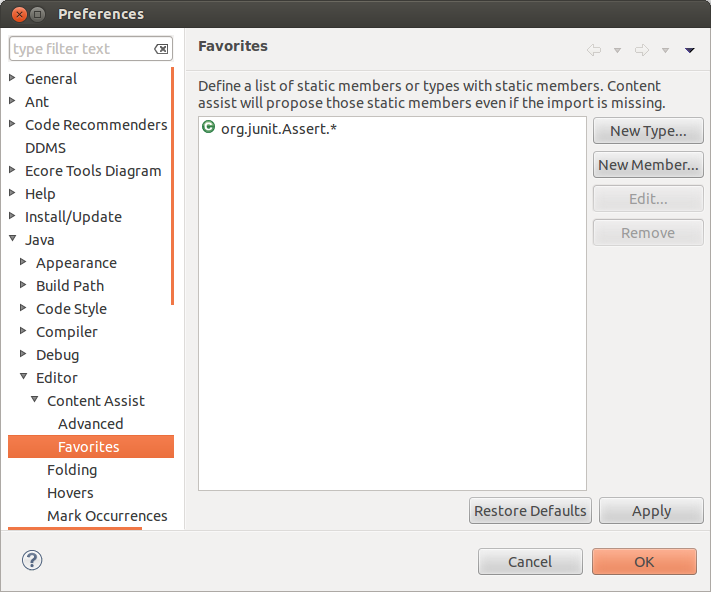 Preferences
type filter text
General
Ant
Code Recommenders
DDMS
Ecore Tools Diagram
Help
Install/Update
Java
Appearance
Build Path
Code Style
Compiler
Debug
Editor
Content Assist
Advanced
Favorites
Folding
Hovers
Mark Occurrences
Favorites
Define a list of static members or types with static members. Content
assist will propose those static members even if the import is missing.
C org.junit.Assert.*
New Type...
New Member...
Edit...
Remove
Restore Defaults
Apply
?
Cancel
OK